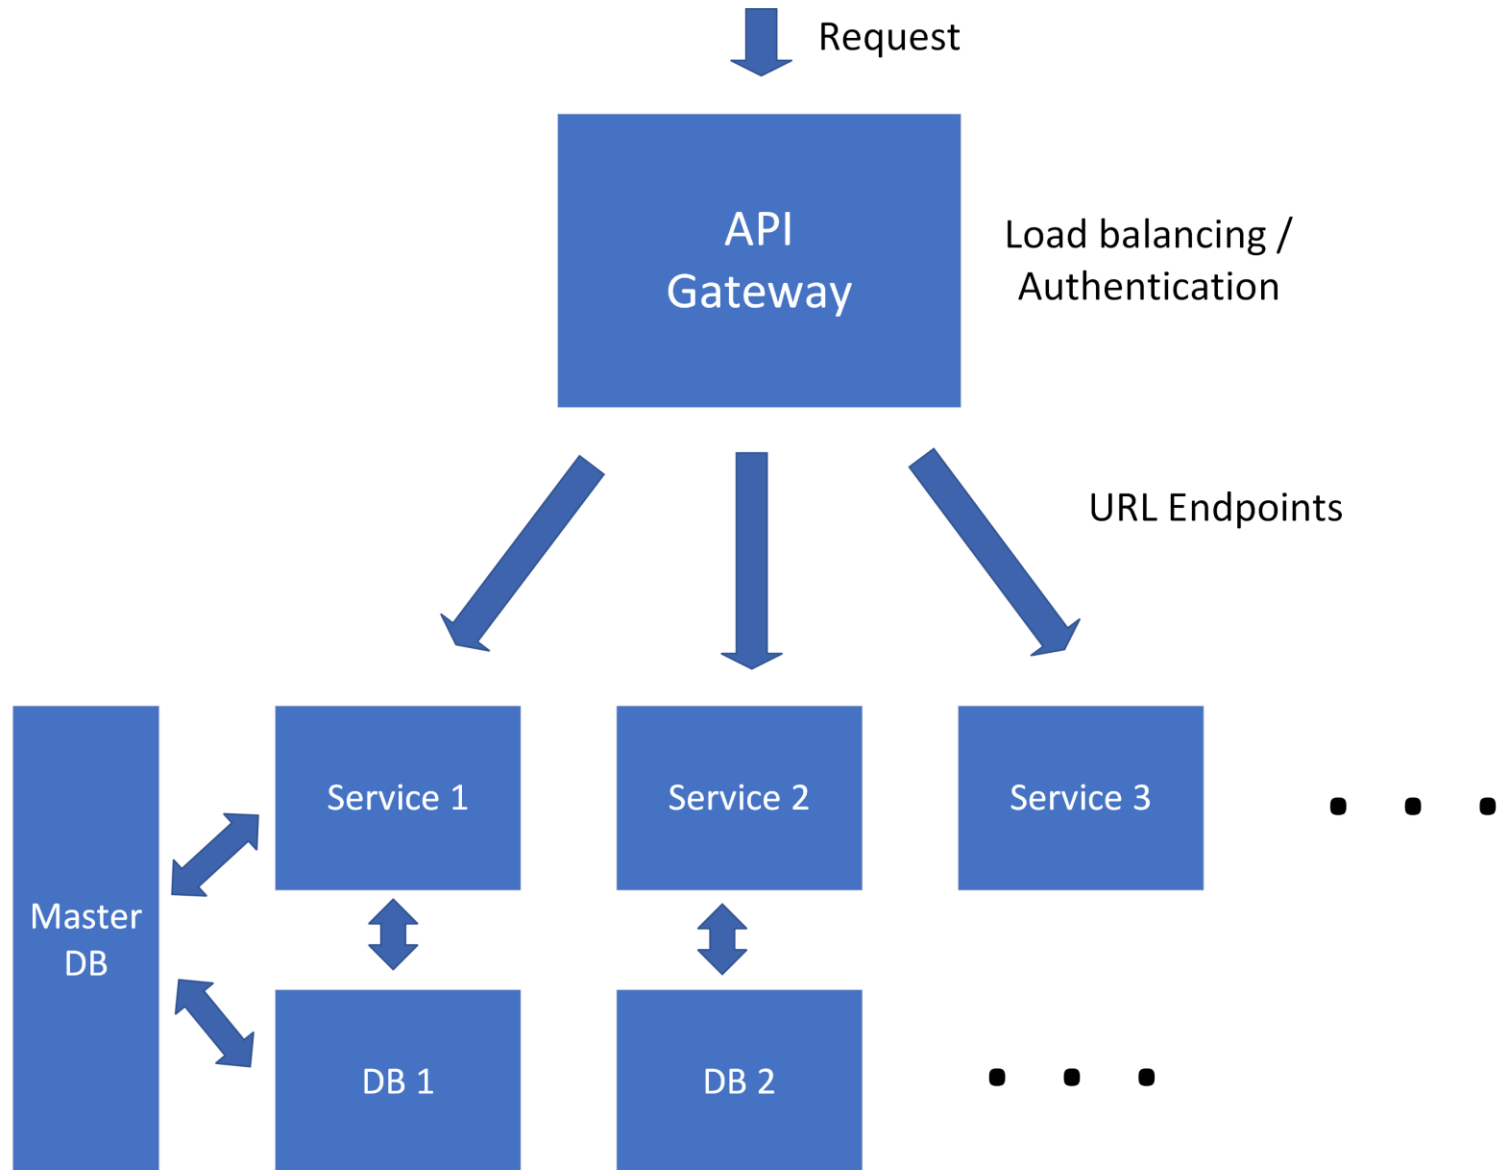 Request
API
Gateway
Load balancing /
Authentication
URL Endpoints
Service 1
Service 2
Service 3
. . .
Master
DB
DB 1
DB 2
. . .